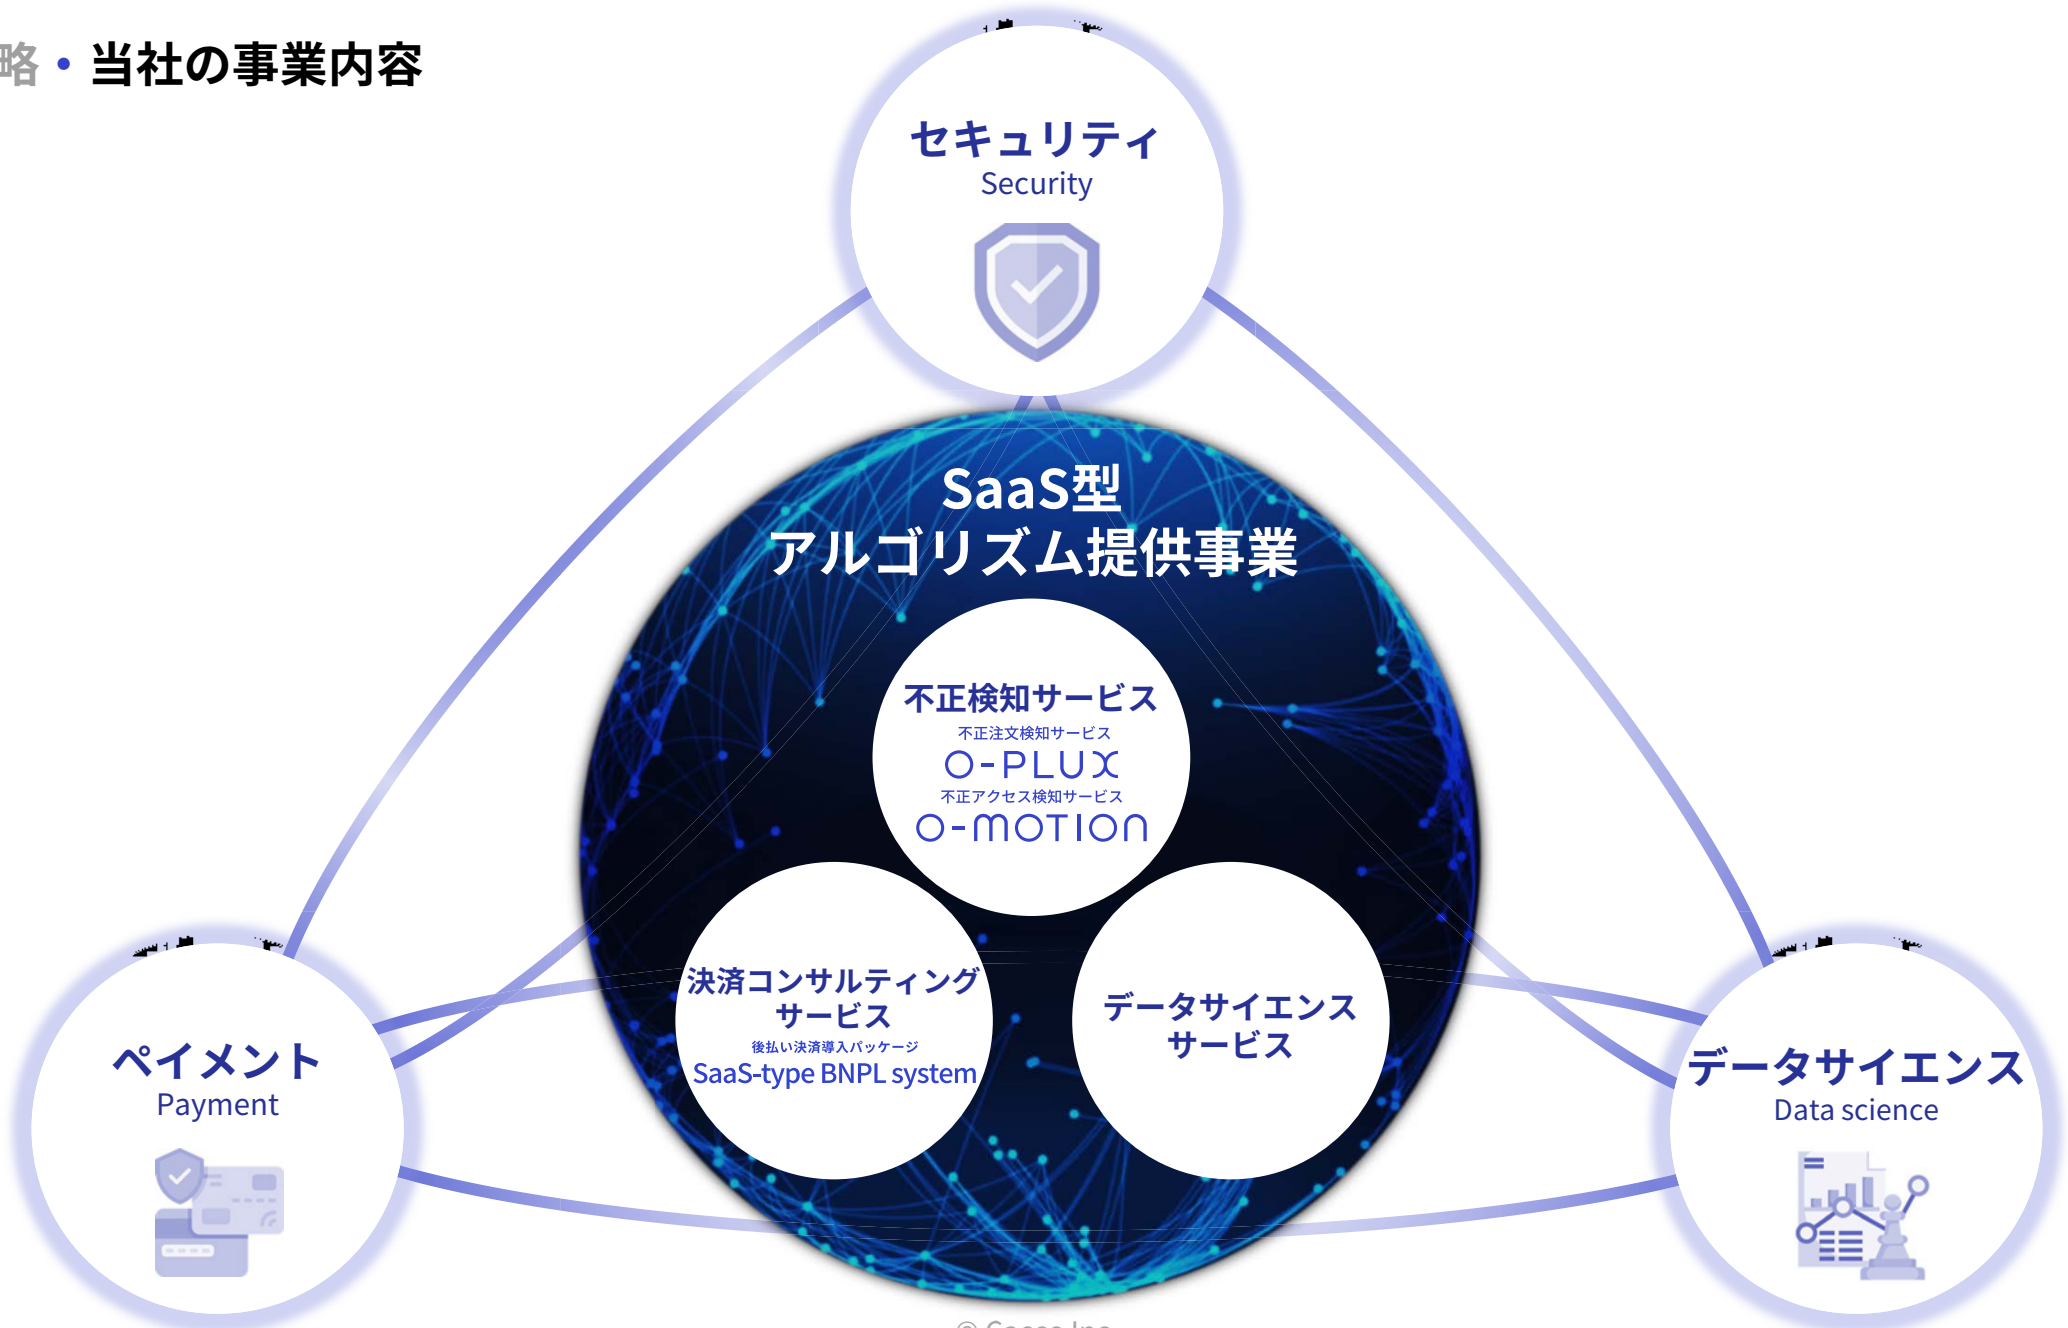 略・当社の事業内容
セキュリティ
Security
SaaS型
アルゴリズム提供事業
不正検知サービス
不正注文検知サービス
O-PLUX
不正アクセス検知サービス
O-MOTION
決済コンサルティング
サービス
後払い決済導入パッケージ
SaaS-type BNPL system
データサイエンス
サービス
ペイメント
Payment
データサイエンス
Data science